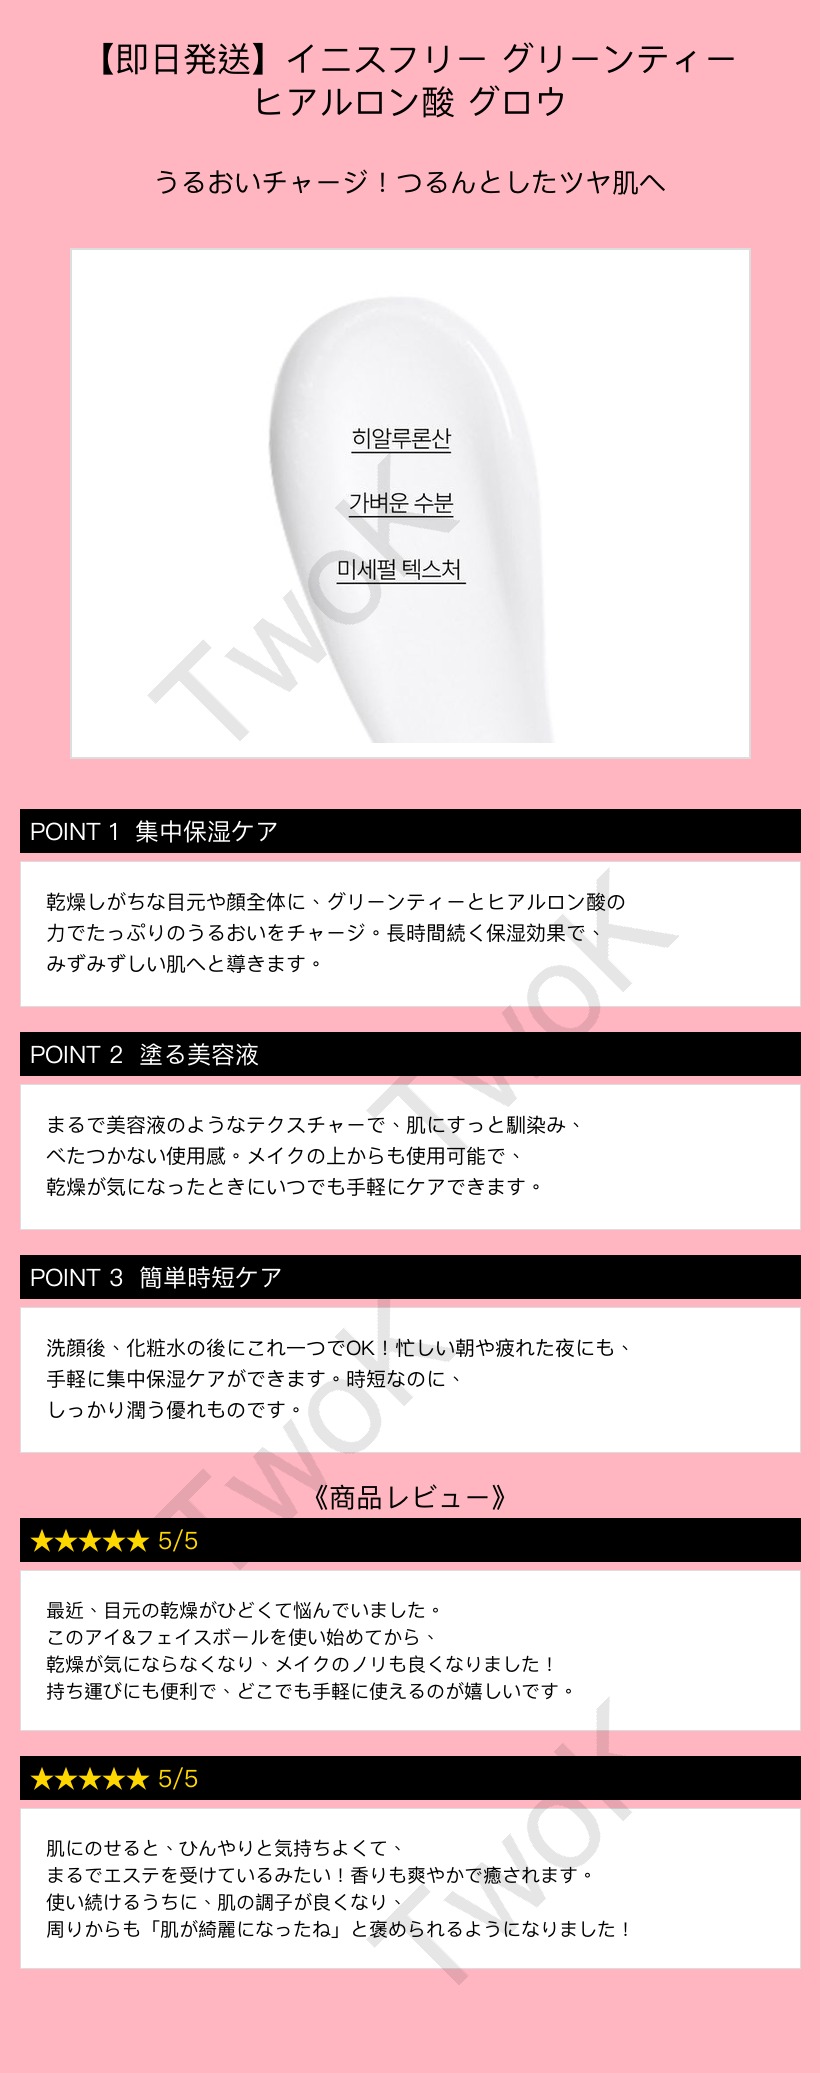 【即日発送】イニスフリー グリーンティー
ヒアルロン酸 グロウ
うるおいチャージ！つるんとしたツヤ肌へ
히알루론산
가벼운 수분
미세펄 텍스처
TwoK
POINT 1 集中保湿ケア
乾燥しがちな目元や顔全体に、グリーンティーとヒアルロン酸の
力でたっぷりのうるおいをチャージ。長時間続く保湿効果で、
みずみずしい肌へと導きます。
TwoK
POINT 2 塗る美容液
まるで美容液のようなテクスチャーで、肌にすっと馴染み、
べたつかない使用感。メイクの上からも使用可能で、
乾燥が気になったときにいつでも手軽にケアできます。
POINT 3 簡単時短ケア
洗顔後、化粧水の後にこれ一つでOK！忙しい朝や疲れた夜にも、
手軽に集中保湿ケアができます。時短なのに、
しっかり潤う優れものです。
TwoK
《商品レビュー》
★★★★★ 5/5
最近、目元の乾燥がひどくて悩んでいました。
このアイ&フェイスボールを使い始めてから、
乾燥が気にならなくなり、メイクのノリも良くなりました！
持ち運びにも便利で、どこでも手軽に使えるのが嬉しいです。
★★★★★ 5/5
肌にのせると、ひんやりと気持ちよくて、
まるでエステを受けているみたい！香りも爽やかで癒されます。
使い続けるうちに、肌の調子が良くなり、
周りからも「肌が綺麗になったね」と褒められるようになりました！
TwoK